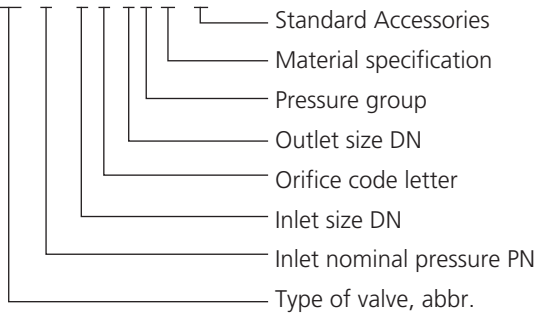 Standard Accessories
Material specification
Pressure group
Outlet size DN
Orifice code letter
Inlet size DN
Inlet nominal pressure PN
Type of valve, abbr.